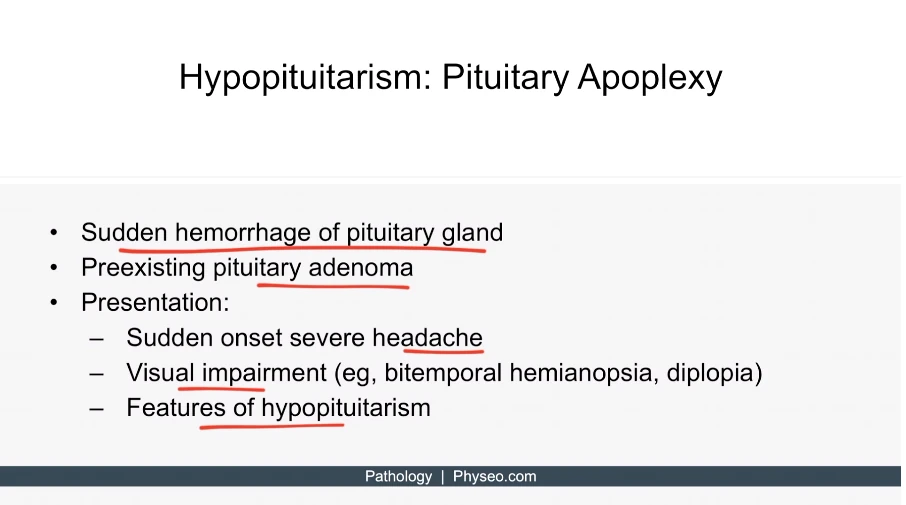 Hypopituitarism: Pituitary Apoplexy
• Sudden hemorrhage of pituitary gland
• Preexisting pituitary adenoma
• Presentation:
– Sudden onset severe headache
– Visual impairment (eg, bitemporal hemianopsia, diplopia)
– Features of hypopituitarism
Pathology | Physeo.com